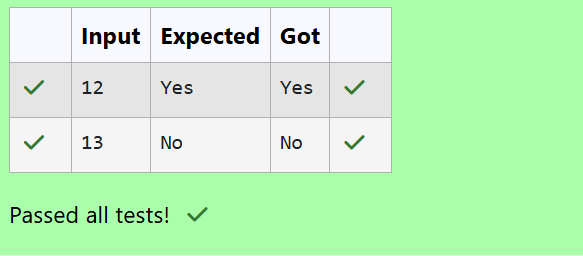 Input Expected Got
12 Yes Yes
13 No No
Passed all tests!